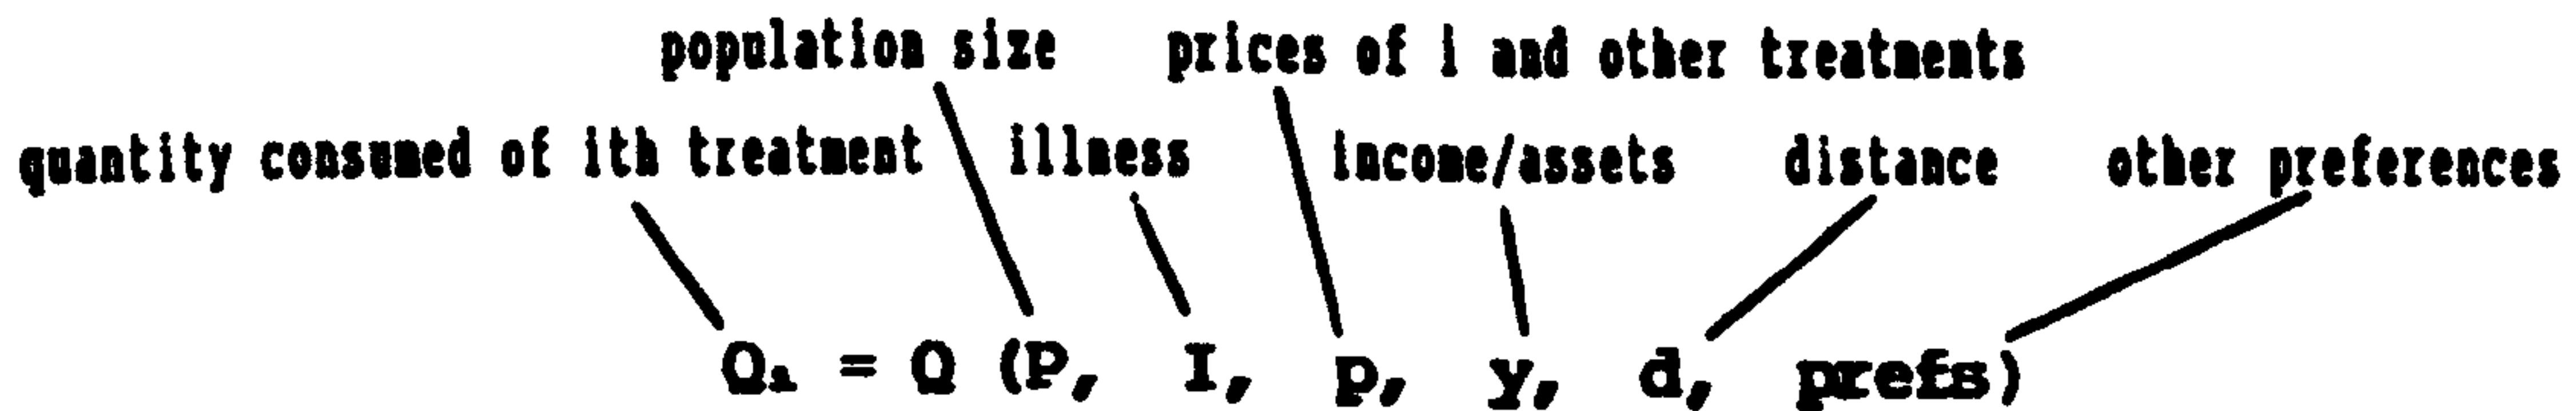 population size prices of i and other treatments
quantity consumed of ith treatment illness income/assets distance other preferences
Qi = Q (P, I, p, y, d, prefs)